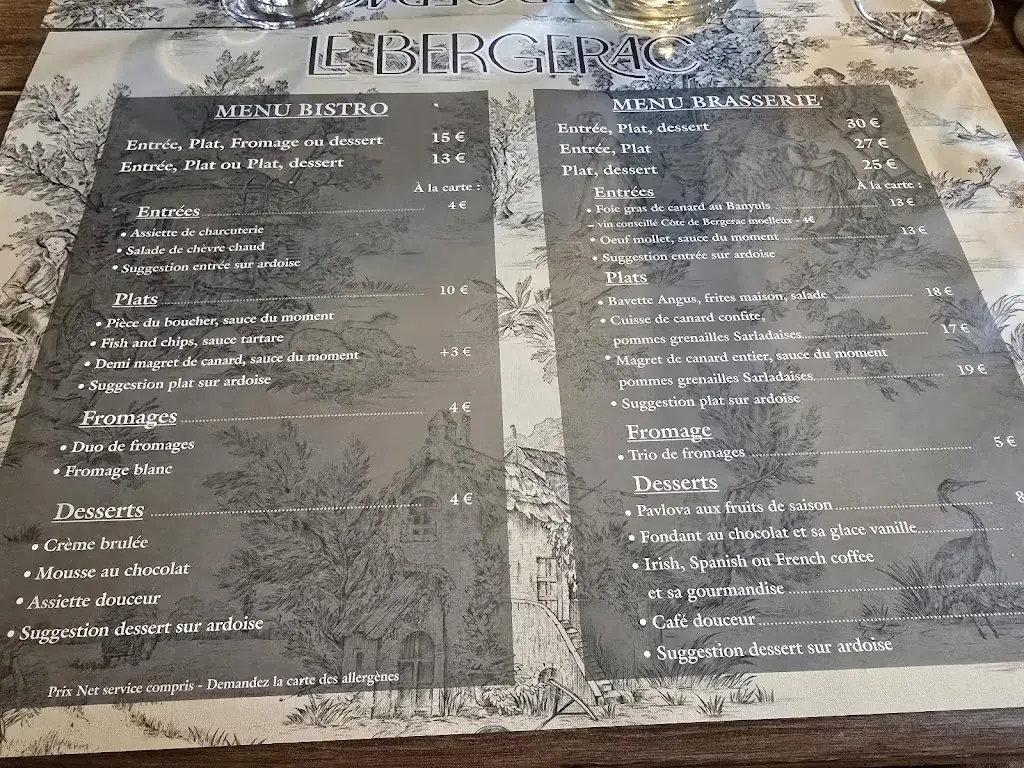 LE BERGERAC
MENU BISTRO
Entrée, Plat, Fromage ou dessert 15 €
Entrée, Plat ou Plat, dessert 13 €
À la carte :
Entrées 4 €
• Assiette de charcuterie
• Salade de chèvre chaud
• Suggestion entrée sur ardoise
Plats 10 €
• Pièce du boucher, sauce du moment
• Fish and chips, sauce tartare
• Demi magret de canard, sauce du moment +3 €
• Suggestion plat sur ardoise
Fromages 4 €
• Duo de fromages
• Fromage blanc
Desserts 4 €
• Crème brulée
• Mousse au chocolat
• Assiette douceur
• Suggestion dessert sur ardoise
Prix Net service compris - Demandez la carte des allergènes
MENU BRASSERIE
Entrée, Plat, dessert 30 €
Entrée, Plat 27 €
Plat, dessert 25 €
À la carte :
Entrées
• Foie gras de canard au Banyuls 13 €
- vin conseillé Côte de Bergerac moelleux - 4€
• Oeuf mollet, sauce du moment 13 €
• Suggestion entrée sur ardoise
Plats
• Bavette Angus, frites maison, salade 18 €
• Cuisse de canard confite,
pommes grenailles Sarladaises 17 €
• Magret de canard entier, sauce du moment
pommes grenailles Sarladaises 19 €
• Suggestion plat sur ardoise
Fromage
• Trio de fromages 5 €
Desserts
• Pavlova aux fruits de saison 8
• Fondant au chocolat et sa glace vanille
• Irish, Spanish ou French coffee
et sa gourmandise
• Café douceur
• Suggestion dessert sur ardoise